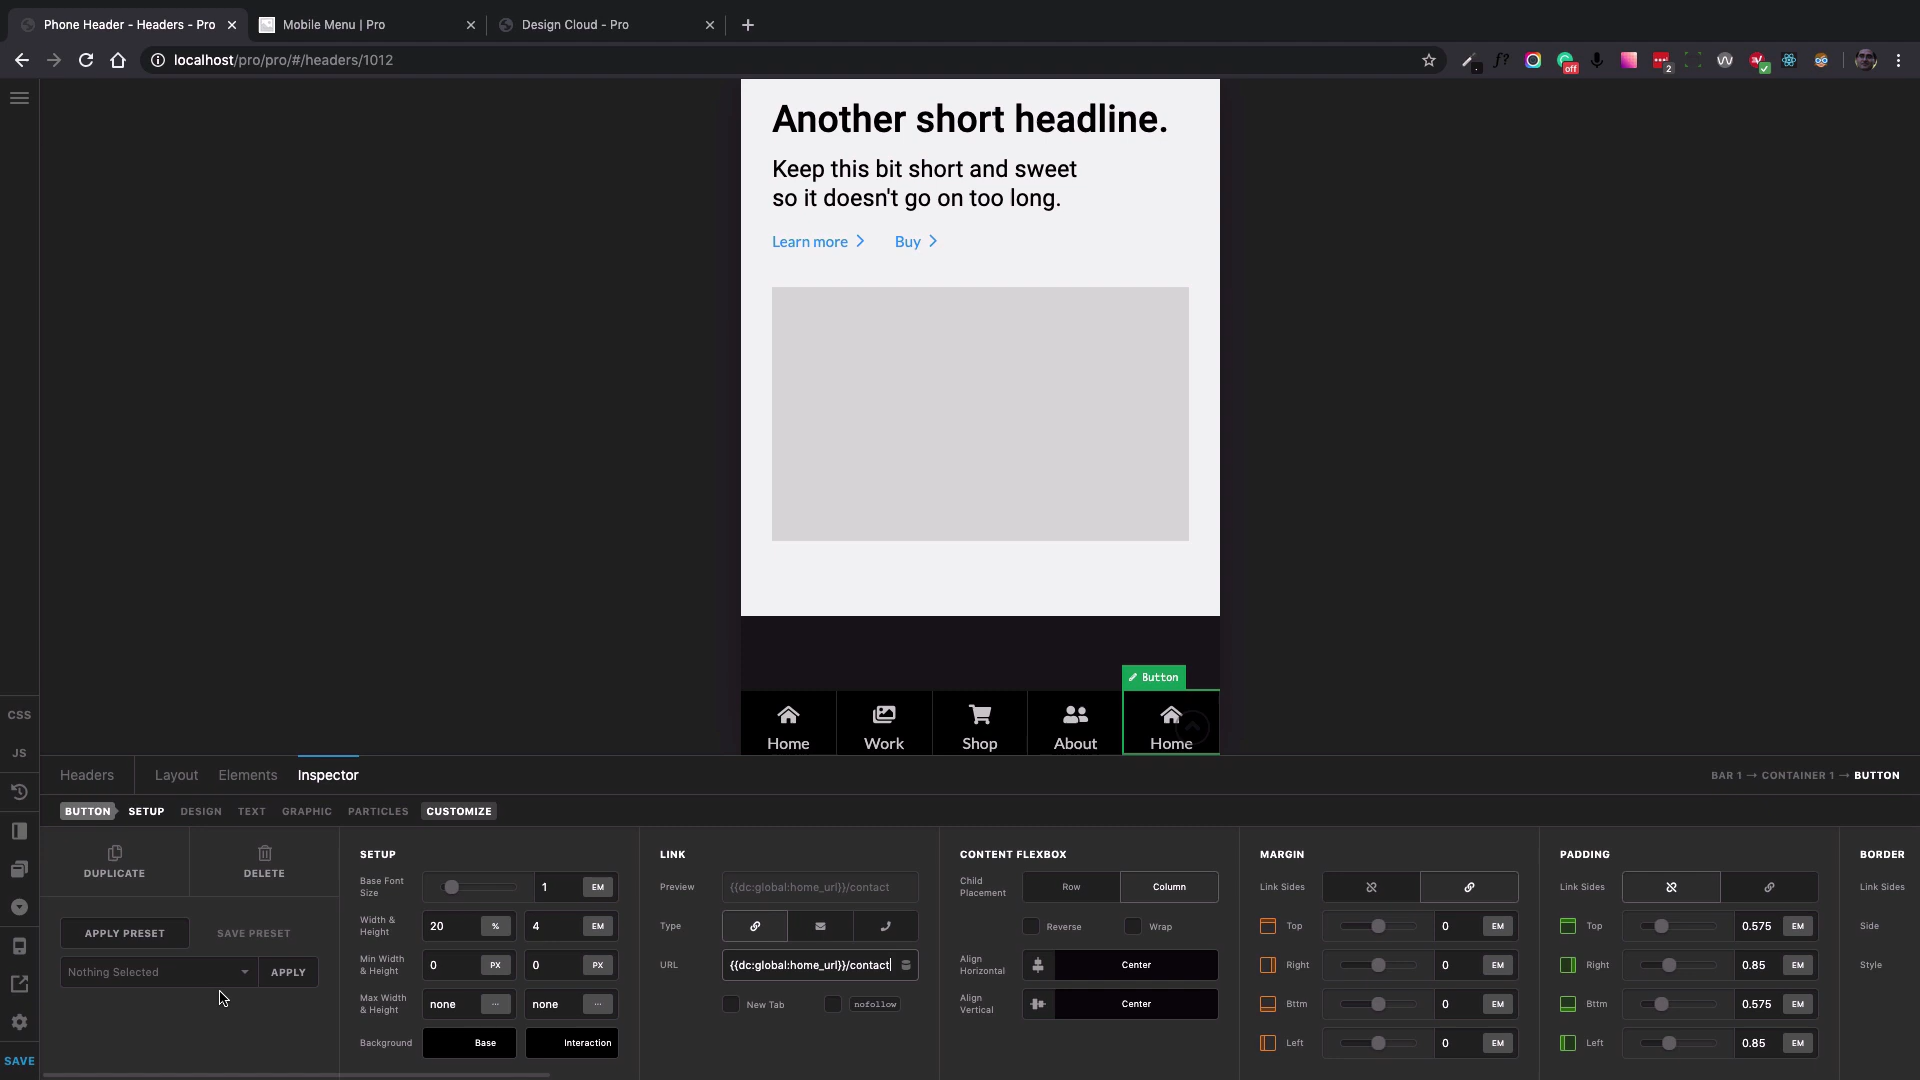 Phone Header - Headers - Pro
Mobile Menu | Pro
Design Cloud - Pro
localhost/pro/pro/#/headers/1012
f?
off
2
Another short headline.
Keep this bit short and sweet
so it doesn't go on too long.
Learn more
Buy
Button
Home
Work
Shop
About
Home
CSS
JS
SAVE
Headers
Layout
Elements
Inspector
BAR 1 → CONTAINER 1 → BUTTON
BUTTON
SETUP
DESIGN
TEXT
GRAPHIC
PARTICLES
CUSTOMIZE
DUPLICATE
DELETE
APPLY PRESET
SAVE PRESET
Nothing Selected
APPLY
SETUP
Base Font
Size
1
EM
Width &
Height
20
%
4
EM
Min Width
& Height
0
PX
0
PX
Max Width
& Height
none
...
none
...
Background
Base
Interaction
LINK
Preview
{{dc:global:home_url}}/contact
Type
URL
{{dc:global:home_url}}/contact
New Tab
nofollow
CONTENT FLEXBOX
Child
Placement
Row
Column
Reverse
Wrap
Align
Horizontal
Center
Align
Vertical
Center
MARGIN
Link Sides
Top
0
EM
Right
0
EM
Bttm
0
EM
Left
0
EM
PADDING
Link Sides
Top
0.575
EM
Right
0.85
EM
Bttm
0.575
EM
Left
0.85
EM
BORDER
Link Sides
Side
Style